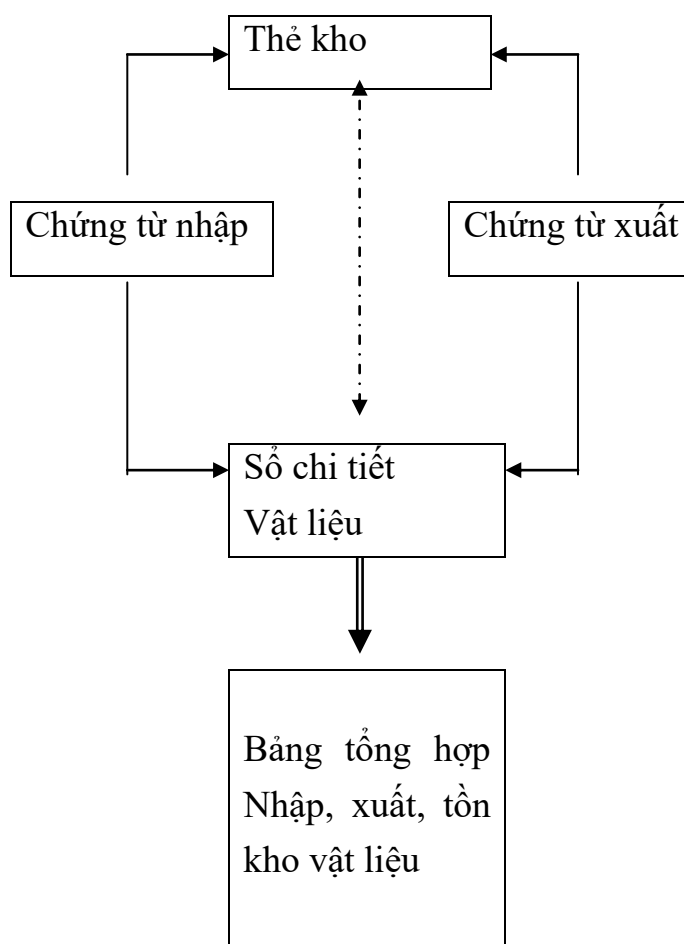 Thẻ kho
Chứng từ nhập
Chứng từ xuất
Sổ chi tiết
Vật liệu
Bảng tổng hợp
Nhập, xuất, tồn
kho vật liệu